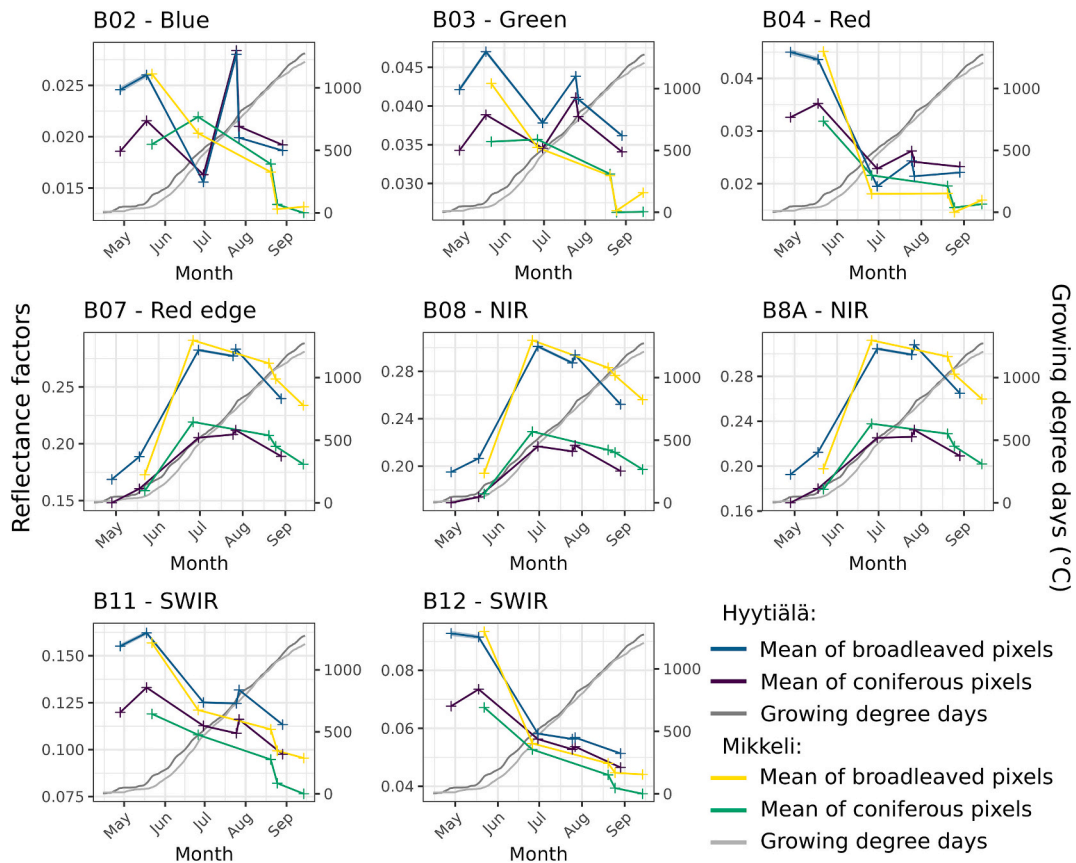 B02 - Blue
B03 - Green
B04 - Red
0.025
0.020
0.015
1000
500
0
0.045
0.040
0.035
0.030
1000
500
0
0.04
0.03
0.02
1000
500
0
May Jun Jul Aug Sep
May Jun Jul Aug Sep
May Jun Jul Aug Sep
Month
Month
Month
Reflectance factors
Growing degree days (°C)
B07 - Red edge
B08 - NIR
B8A - NIR
0.25
0.20
0.15
1000
500
0
0.28
0.24
0.20
1000
500
0
0.28
0.24
0.20
0.16
1000
500
0
May Jun Jul Aug Sep
May Jun Jul Aug Sep
May Jun Jul Aug Sep
Month
Month
Month
B11 - SWIR
B12 - SWIR
0.150
0.125
0.100
0.075
1000
500
0
0.08
0.06
0.04
1000
500
0
May Jun Jul Aug Sep
May Jun Jul Aug Sep
Month
Month
Hyytiälä:
Mean of broadleaved pixels
Mean of coniferous pixels
Growing degree days
Mikkeli:
Mean of broadleaved pixels
Mean of coniferous pixels
Growing degree days